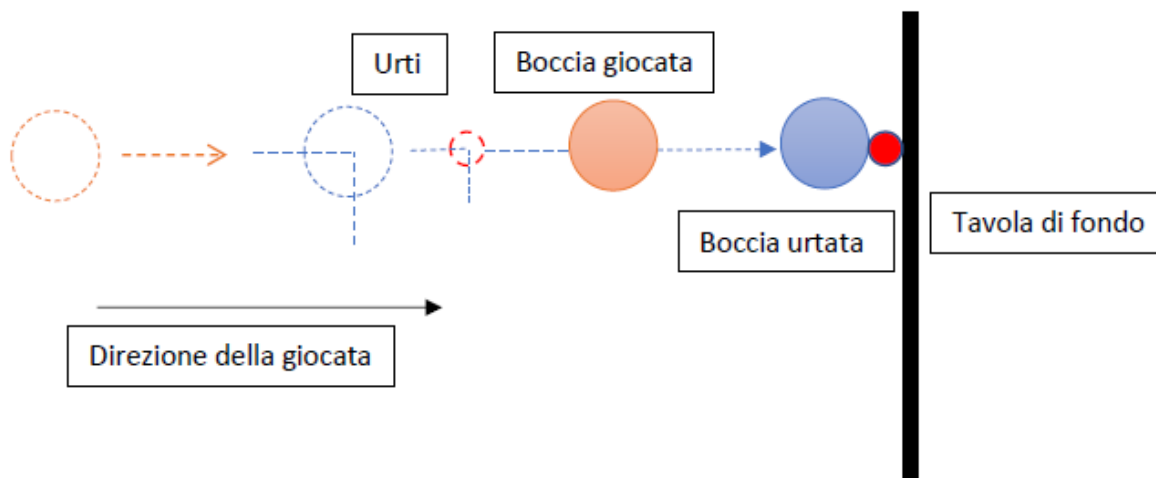 Urti
Boccia giocata
Tavola di fondo
Boccia urtata
Direzione della giocata